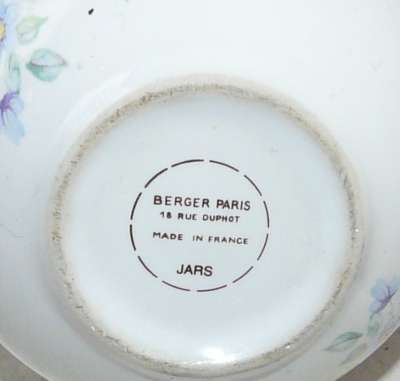 BERGER PARIS
18 RUE DUPHOT
MADE IN FRANCE
JARS